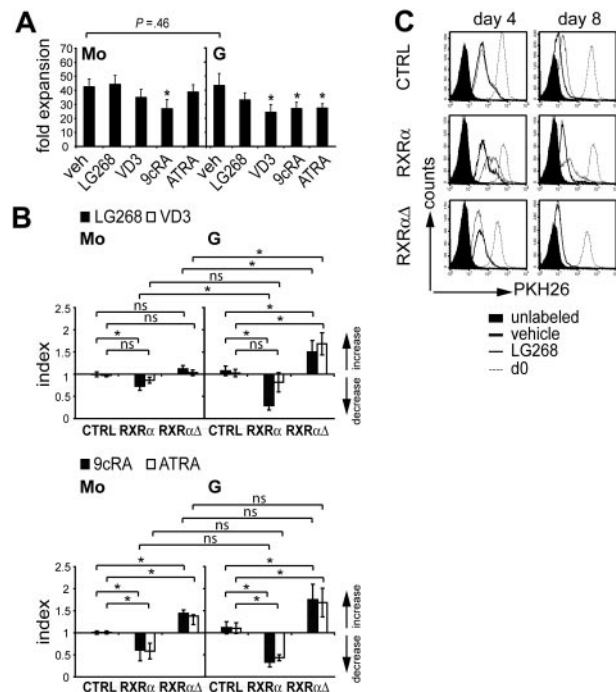 A
P = .46
Mo
G
fold expansion
70
60
50
40
30
20
10
0
veh
LG268
VD3
9cRA
ATRA
Veh
LG268
VD3
9cRA
ATRA
* * * *
B
LG268 VD3
Mo
G
*
*
ns
*
ns * *
ns *
* *
ns ns
index
2.5
2
1.5
1
0.5
0
increase
decrease
CTRL RXRα RXRαΔ CTRL RXRα RXRαΔ
9cRA ATRA
Mo
G
ns
ns
ns
ns
* *
* *
* *
* *
index
2.5
2
1.5
1
0.5
0
increase
decrease
CTRL RXRα RXRαΔ CTRL RXRα RXRαΔ
C
day 4 day 8
CTRL
RXRα
RXRαΔ
counts
PKH26
unlabeled
vehicle
LG268
d0